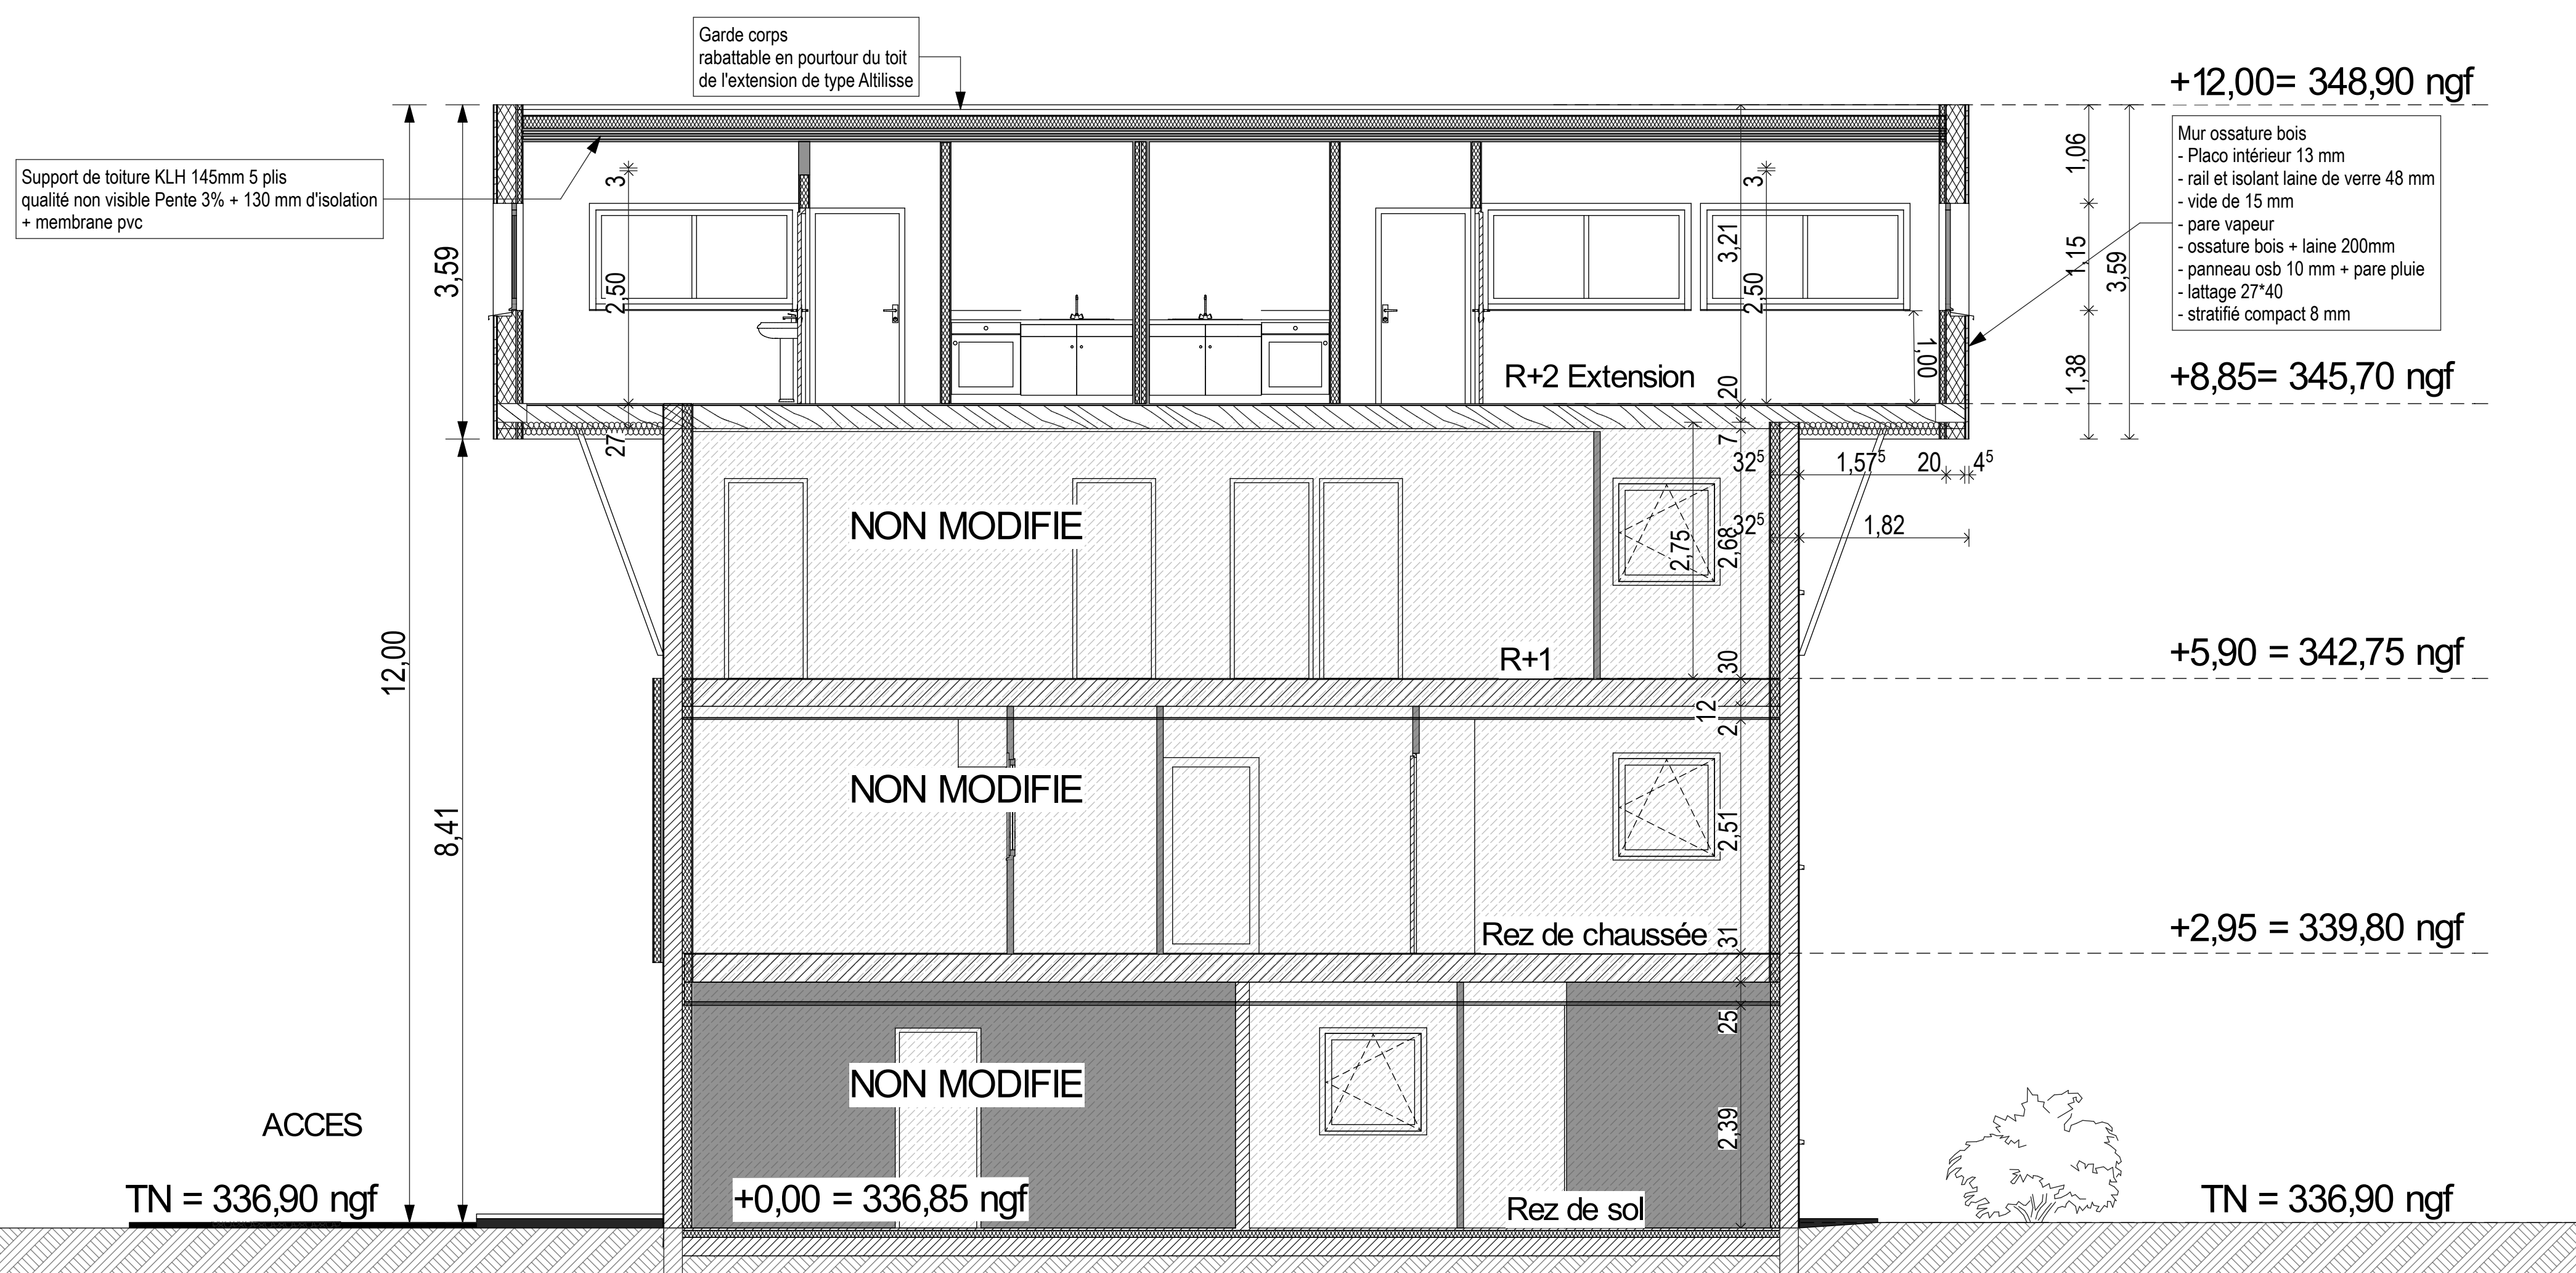 Garde corps
rabattable en pourtour du toit
de l'extension de type Altilisse
+12,00= 348,90 ngf
Support de toiture KLH 145mm 5 plis
qualité non visible Pente 3% + 130 mm d'isolation
+ membrane pvc
Mur ossature bois
- Placo intérieur 13 mm
- rail et isolant laine de verre 48 mm
- vide de 15 mm
- pare vapeur
- ossature bois + laine 200mm
- panneau osb 10 mm + pare pluie
- lattage 27*40
- stratifié compact 8 mm
3,59
3
2,50
27
3,21
3
2,50
1,00
20
1,06
1,15
1,38
3,59
R+2 Extension
+8,85= 345,70 ngf
7
32⁵
1,57⁵
20
4⁵
32⁵
1,82
NON MODIFIE
2,75
2,68
12,00
R+1
30
+5,90 = 342,75 ngf
12
2
NON MODIFIE
8,41
2,51
Rez de chaussée
31
+2,95 = 339,80 ngf
25
NON MODIFIE
2,39
ACCES
TN = 336,90 ngf
+0,00 = 336,85 ngf
Rez de sol
TN = 336,90 ngf